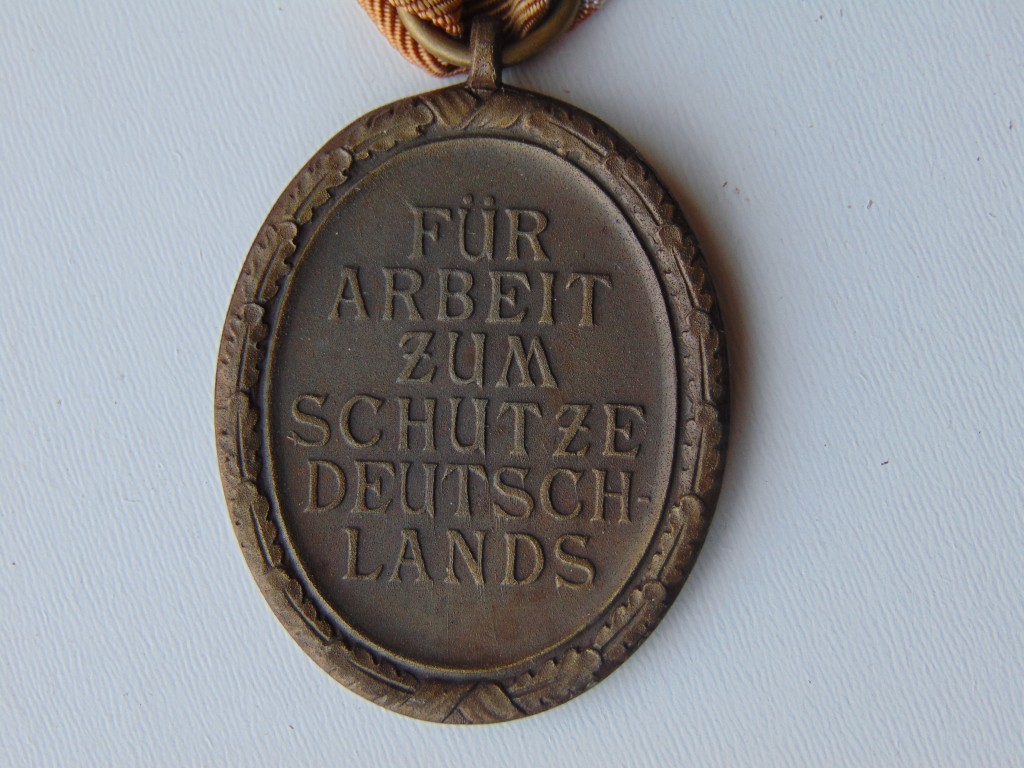 FÜR
ARBEIT
ZUM
SCHUTZE
DEUTSCH-
LANDS